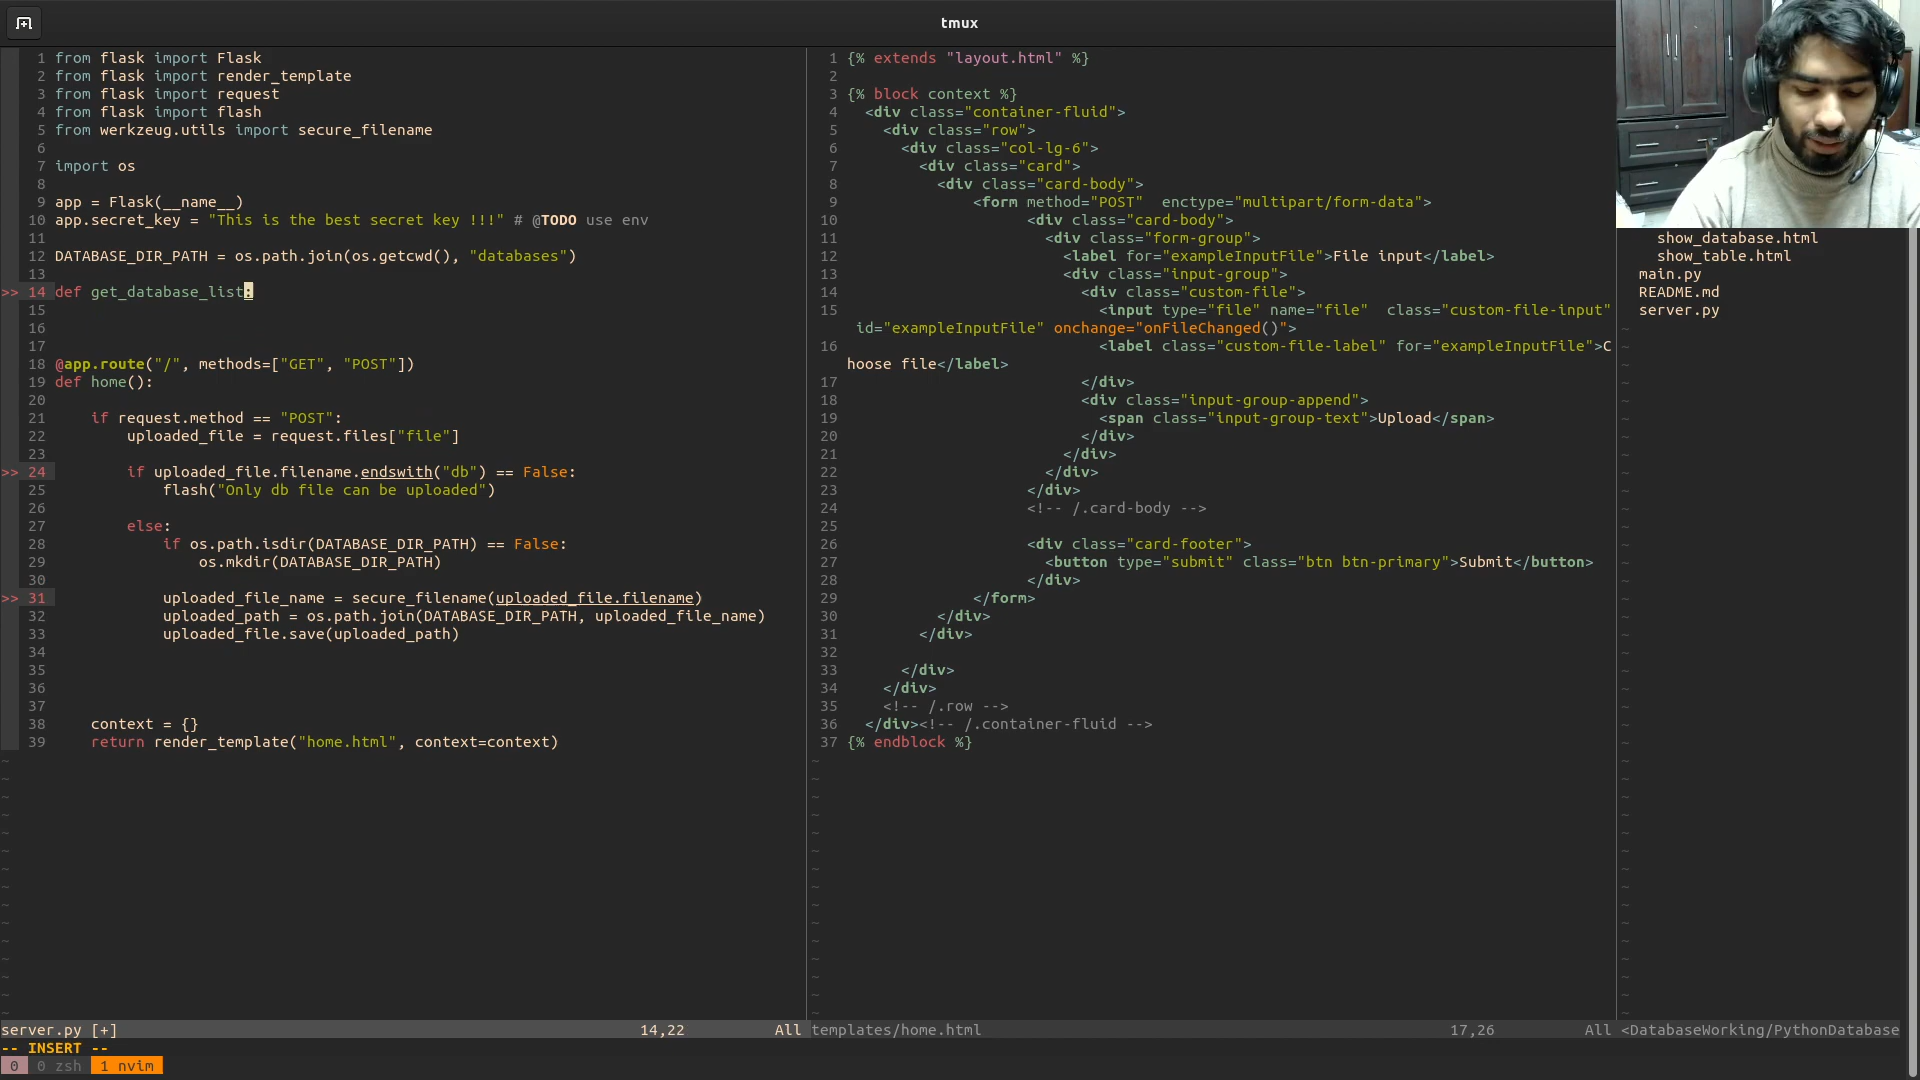 tmux
1 from flask import Flask
2 from flask import render_template
3 from flask import request
4 from flask import flash
5 from werkzeug.utils import secure_filename
6
7 import os
8
9 app = Flask(__name__)
10 app.secret_key = "This is the best secret key !!!" # @TODO use env
11
12 DATABASE_DIR_PATH = os.path.join(os.getcwd(), "databases")
13
>> 14 def get_database_list:
15
16
17
18 @app.route("/", methods=["GET", "POST"])
19 def home():
20
21     if request.method == "POST":
22         uploaded_file = request.files["file"]
23
>> 24         if uploaded_file.filename.endswith("db") == False:
25             flash("Only db file can be uploaded")
26
27         else:
28             if os.path.isdir(DATABASE_DIR_PATH) == False:
29                 os.mkdir(DATABASE_DIR_PATH)
30
>> 31             uploaded_file_name = secure_filename(uploaded_file.filename)
32             uploaded_path = os.path.join(DATABASE_DIR_PATH, uploaded_file_name)
33             uploaded_file.save(uploaded_path)
34
35
36
37
38     context = {}
39     return render_template("home.html", context=context)
server.py [+] 14,22 All
1 {% extends "layout.html" %}
2
3 {% block context %}
4   <div class="container-fluid">
5     <div class="row">
6       <div class="col-lg-6">
7         <div class="card">
8           <div class="card-body">
9               <form method="POST"  enctype="multipart/form-data">
10                     <div class="card-body">
11                       <div class="form-group">
12                         <label for="exampleInputFile">File input</label>
13                         <div class="input-group">
14                           <div class="custom-file">
15                             <input type="file" name="file"  class="custom-file-input"
 id="exampleInputFile" onchange="onFileChanged()">
16                             <label class="custom-file-label" for="exampleInputFile">C
hoose file</label>
17                           </div>
18                           <div class="input-group-append">
19                             <span class="input-group-text">Upload</span>
20                           </div>
21                         </div>
22                       </div>
23                     </div>
24                     <!-- /.card-body -->
25
26                     <div class="card-footer">
27                       <button type="submit" class="btn btn-primary">Submit</button>
28                     </div>
29               </form>
30           </div>
31         </div>
32
33       </div>
34     </div>
35     <!-- /.row -->
36   </div><!-- /.container-fluid -->
37 {% endblock %}
templates/home.html 17,26 All
show_database.html
show_table.html
main.py
README.md
server.py
<DatabaseWorking/PythonDatabase
-- INSERT --
0 0 zsh 1 nvim